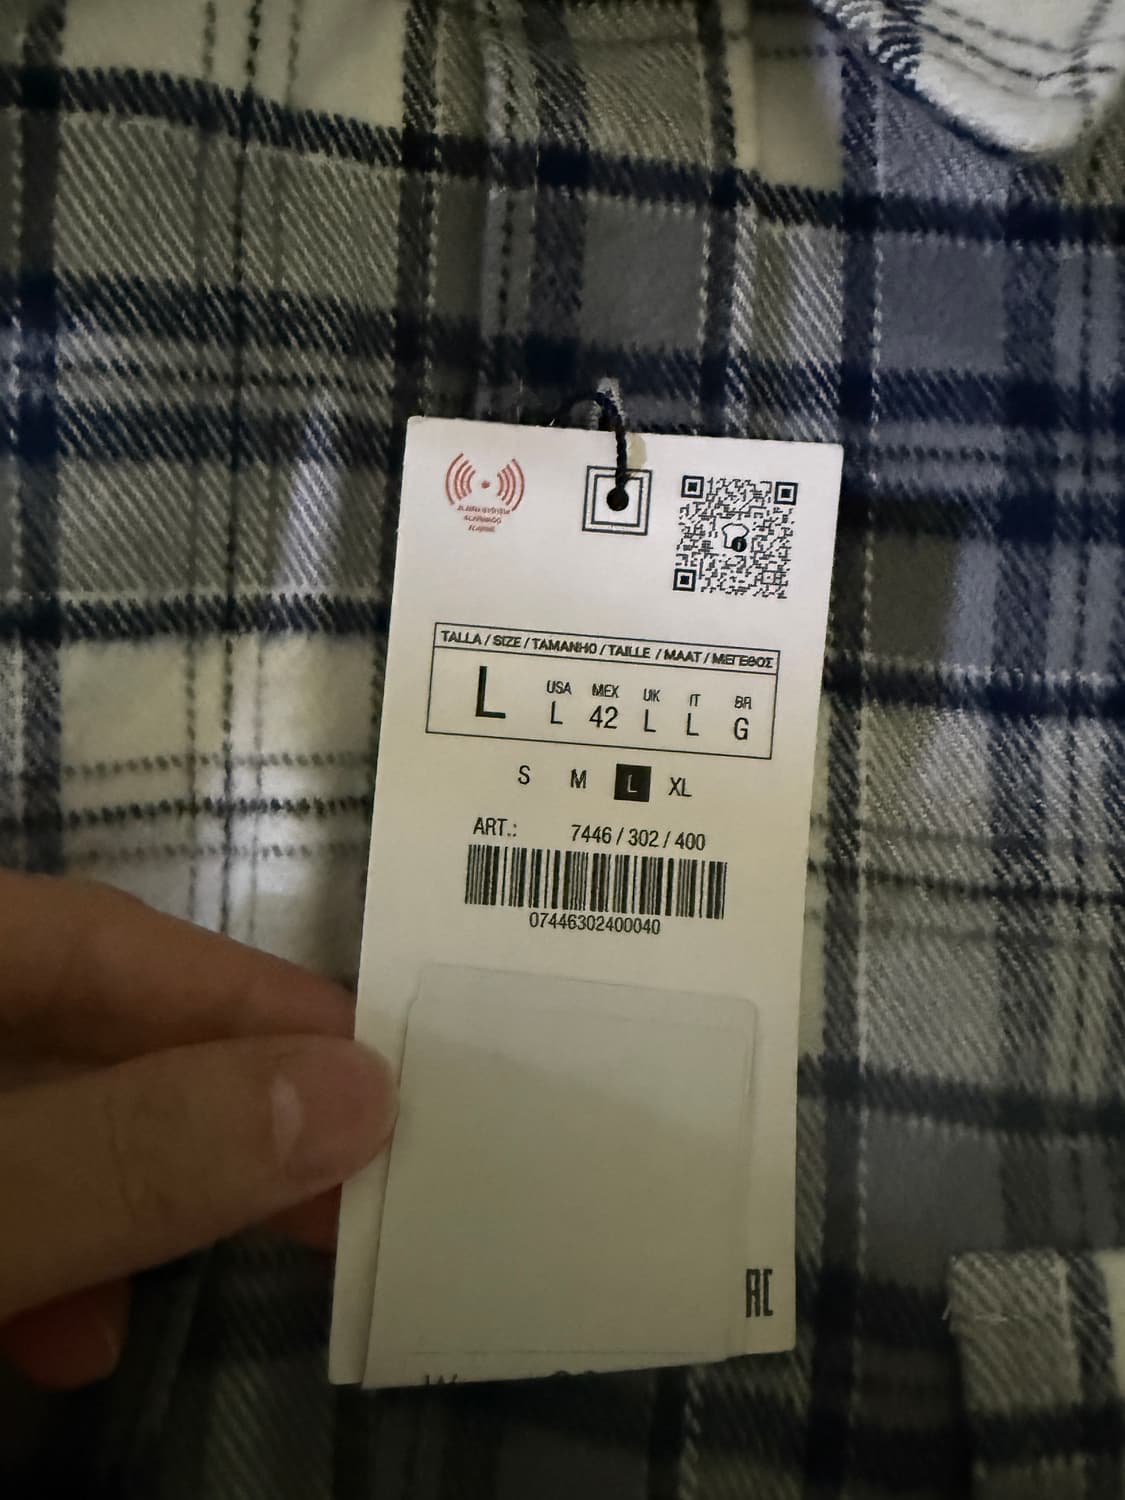 TALLA / SIZE / TAMANHO / TAILLE / MAAT / ΜΕΓΕΘΟΣ
USA MEX UK IT BR
L L 42 L L G
S M L XL
ART.: 7446 / 302 / 400
07446302400040